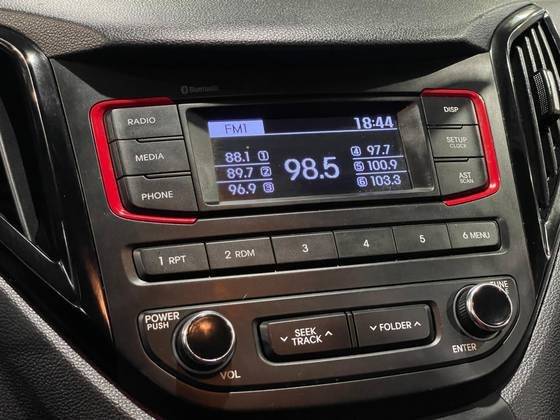 Bluetooth
RADIO
MEDIA
PHONE
FM1 18:44
88.1 1
89.7 2
96.9 3
98.5
4 97.7
5 100.9
6 103.3
DISP
SETUP
CLOCK
AST
SCAN
1 RPT
2 RDM
3
4
5
6 MENU
POWER
PUSH
VOL
SEEK
TRACK
FOLDER
TUNE
ENTER